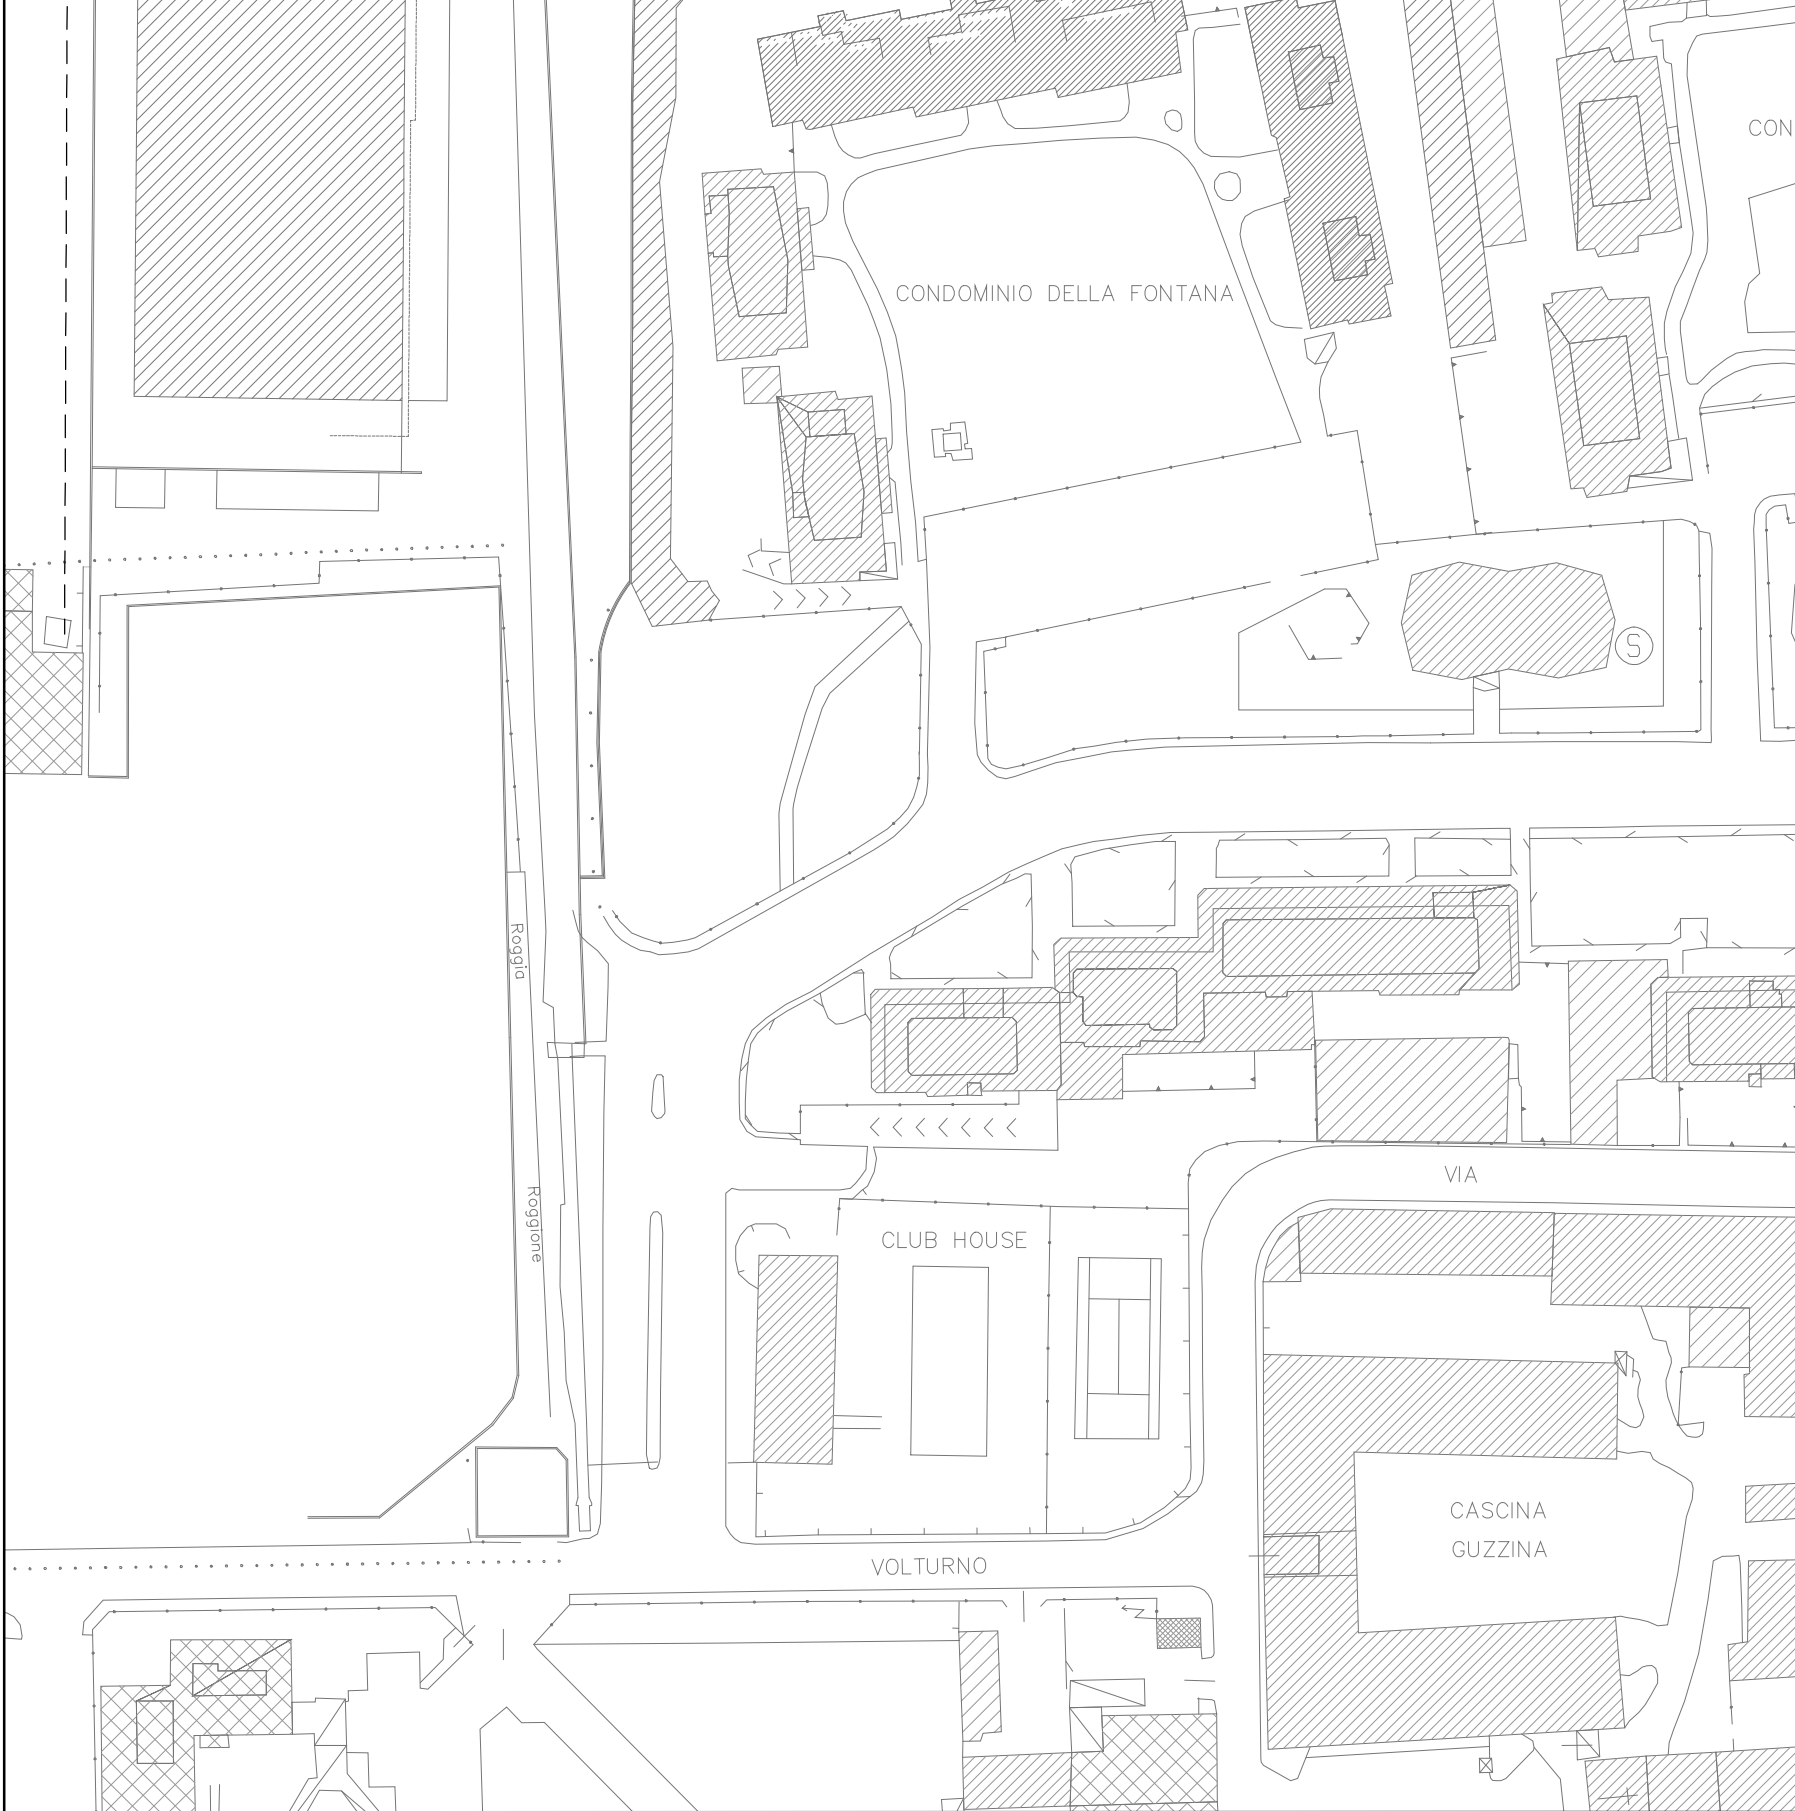 CON
CONDOMINIO DELLA FONTANA
S
Roggia
VIA
Roggione
CLUB HOUSE
CASCINA
GUZZINA
VOLTURNO